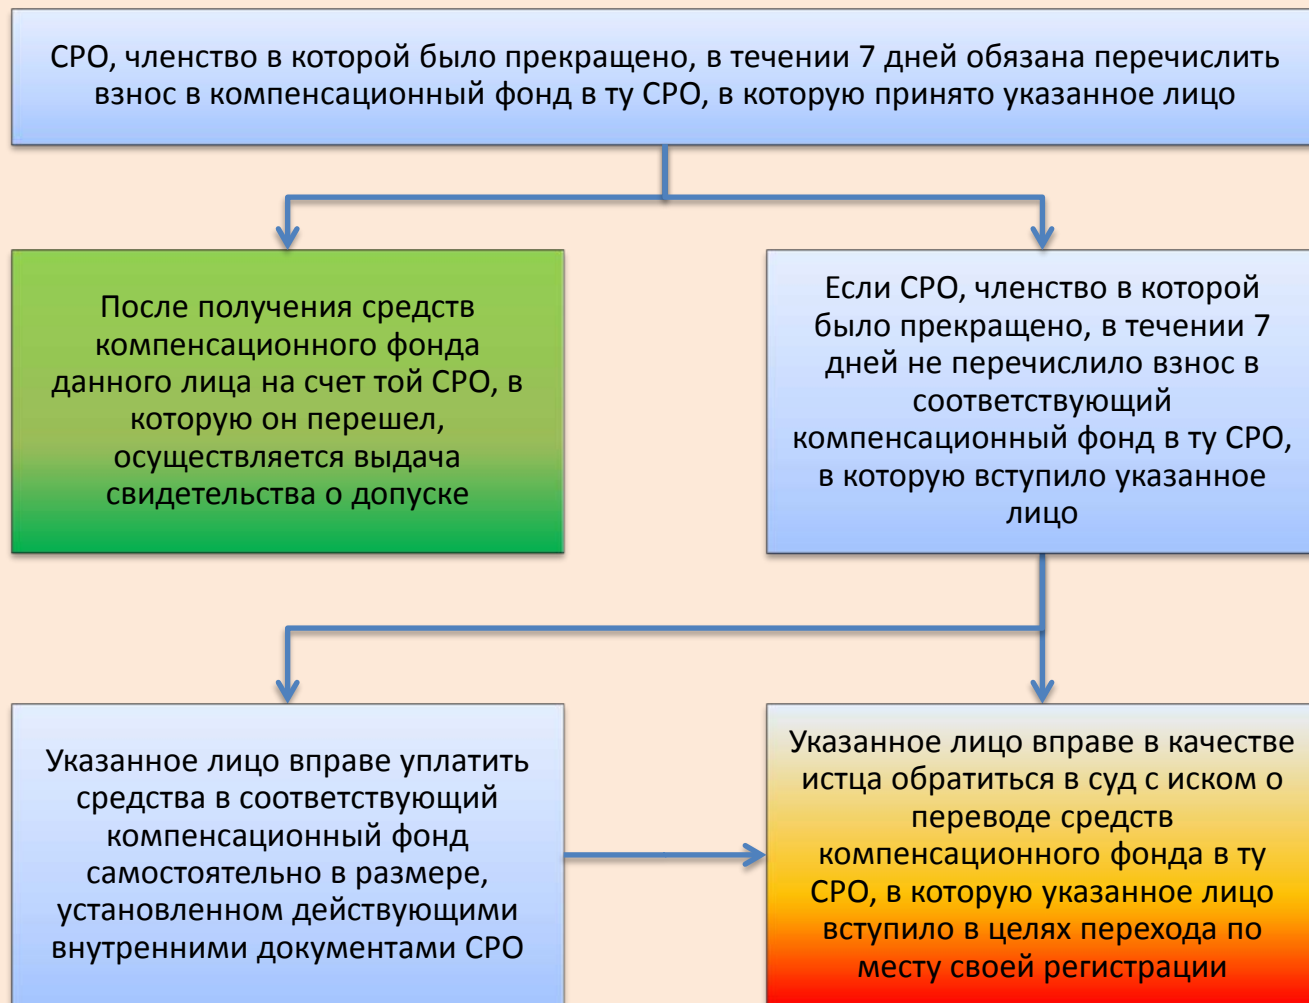 СРО, членство в которой было прекращено, в течении 7 дней обязана перечислить
взнос в компенсационный фонд в ту СРО, в которую принято указанное лицо
После получения средств
компенсационного фонда
данного лица на счет той СРО, в
которую он перешел,
осуществляется выдача
свидетельства о допуске
Если СРО, членство в которой
было прекращено, в течении 7
дней не перечислило взнос в
соответствующий
компенсационный фонд в ту СРО,
в которую вступило указанное
лицо
Указанное лицо вправе уплатить
средства в соответствующий
компенсационный фонд
самостоятельно в размере,
установленном действующими
внутренними документами СРО
Указанное лицо вправе в качестве
истца обратиться в суд с иском о
переводе средств
компенсационного фонда в ту
СРО, в которую указанное лицо
вступило в целях перехода по
месту своей регистрации